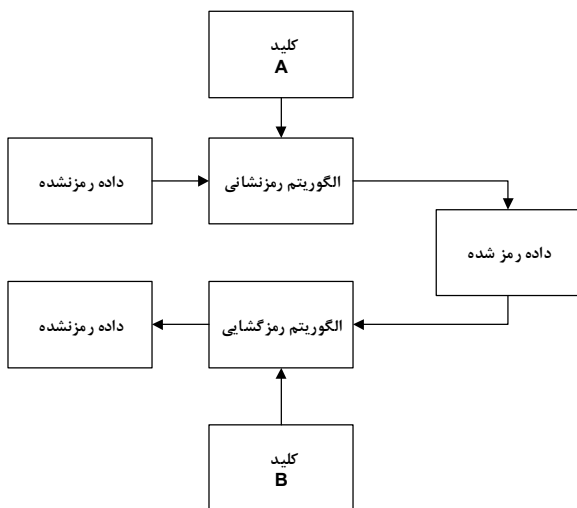 کلید
A
داده رمزنشده
الگوریتم رمزنشانی
داده رمز شده
داده رمزنشده
الگوریتم رمزگشایی
کلید
B